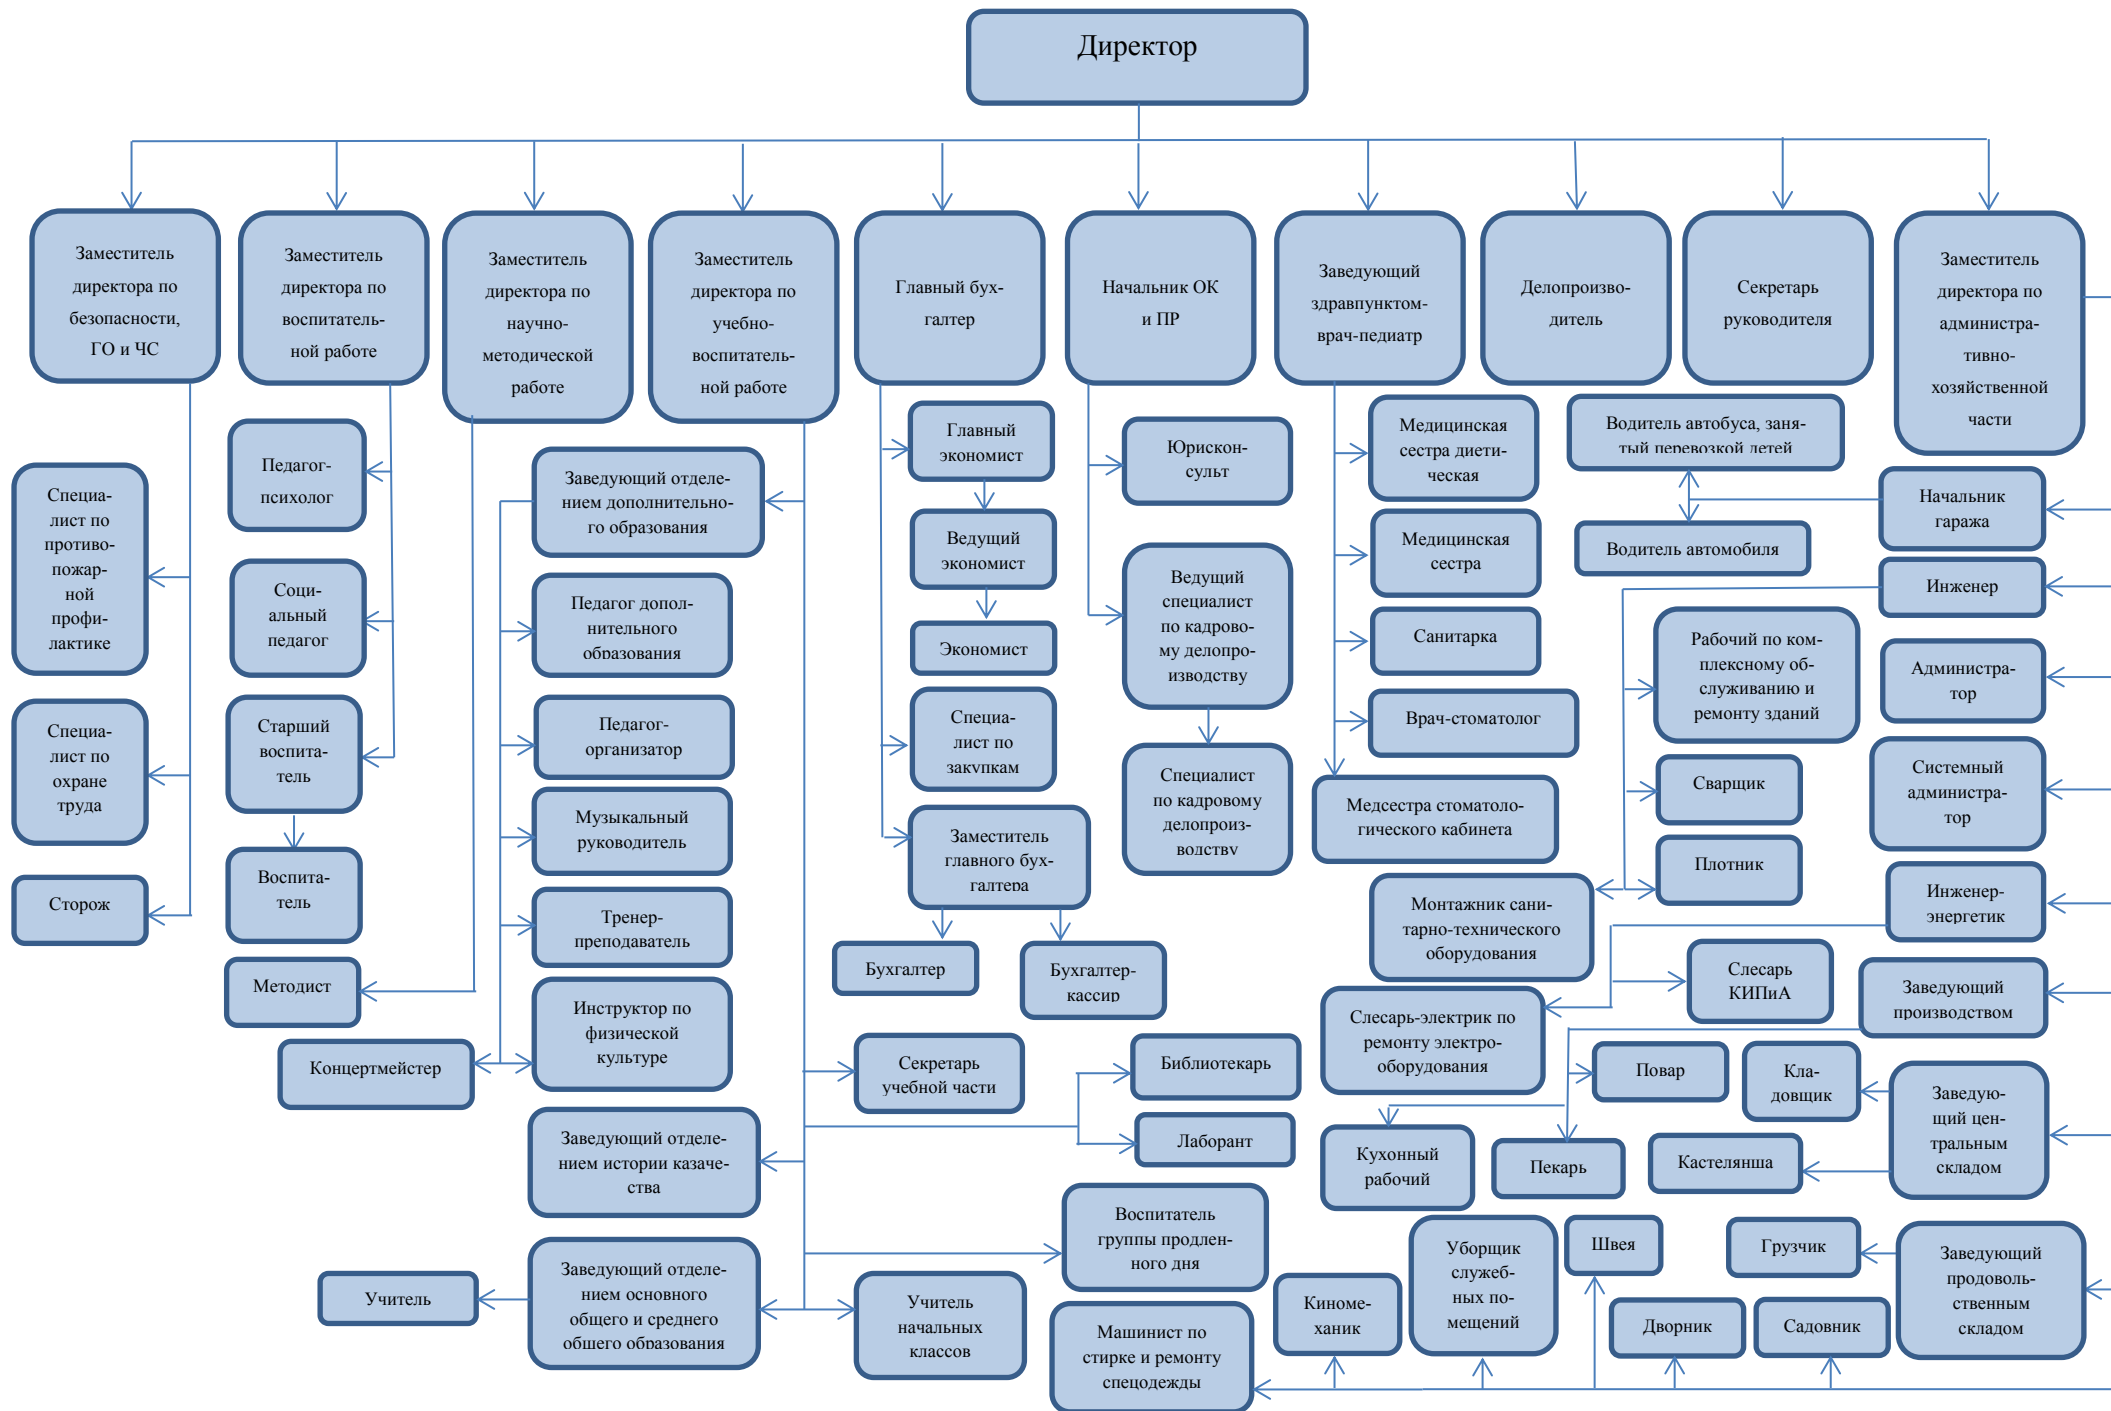 Директор
Заместитель
директора по
безопасности,
ГО и ЧС
Заместитель
директора по
воспитатель-
ной работе
Заместитель
директора по
научно-
методической
работе
Заместитель
директора по
учебно-
воспитатель-
ной работе
Главный бух-
галтер
Начальник ОК
и ПР
Заведующий
здравпунктом-
врач-педиатр
Делопроизво-
дитель
Секретарь
руководителя
Заместитель
директора по
администра-
тивно-
хозяйственной
части
Специа-
лист по
противо-
пожар-
ной
профи-
лактике
Специа-
лист по
охране
труда
Сторож
Педагог-
психолог
Соци-
альный
педагог
Старший
воспита-
тель
Воспита-
тель
Методист
Концертмейстер
Заведующий отделе-
нием дополнительно-
го образования
Педагог допол-
нительного
образования
Педагог-
организатор
Музыкальный
руководитель
Тренер-
преподаватель
Инструктор по
физической
культуре
Заведующий отделе-
нием истории казаче-
ства
Заведующий отделе-
нием основного
общего и среднего
общего образования
Учитель
Главный
экономист
Ведущий
экономист
Экономист
Специа-
лист по
закупкам
Заместитель
главного бух-
галтера
Бухгалтер
Бухгалтер-
кассир
Секретарь
учебной части
Библиотекарь
Лаборант
Воспитатель
группы продлен-
ного дня
Учитель
начальных
классов
Юрискон-
сульт
Ведущий
специалист
по кадрово-
му делопро-
изводству
Специалист
по кадровому
делопроиз-
водству
Медицинская
сестра диети-
ческая
Медицинская
сестра
Санитарка
Врач-стоматолог
Медсестра стоматоло-
гического кабинета
Водитель автобуса, заня-
тый перевозкой детей
Водитель автомобиля
Начальник
гаража
Инженер
Рабочий по ком-
плексному об-
служиванию и
ремонту зданий
Сварщик
Плотник
Монтажник сани-
тарно-технического
оборудования
Администра-
тор
Системный
администра-
тор
Инженер-
энергетик
Слесарь
КИПиА
Слесарь-электрик по
ремонту электро-
оборудования
Заведующий
производством
Повар
Кухонный
рабочий
Пекарь
Кла-
довщик
Кастелянша
Заведую-
щий цен-
тральным
складом
Грузчик
Заведующий
продоволь-
ственным
складом
Машинист по
стирке и ремонту
спецодежды
Киноме-
ханик
Уборщик
служеб-
ных по-
мещений
Швея
Дворник
Садовник